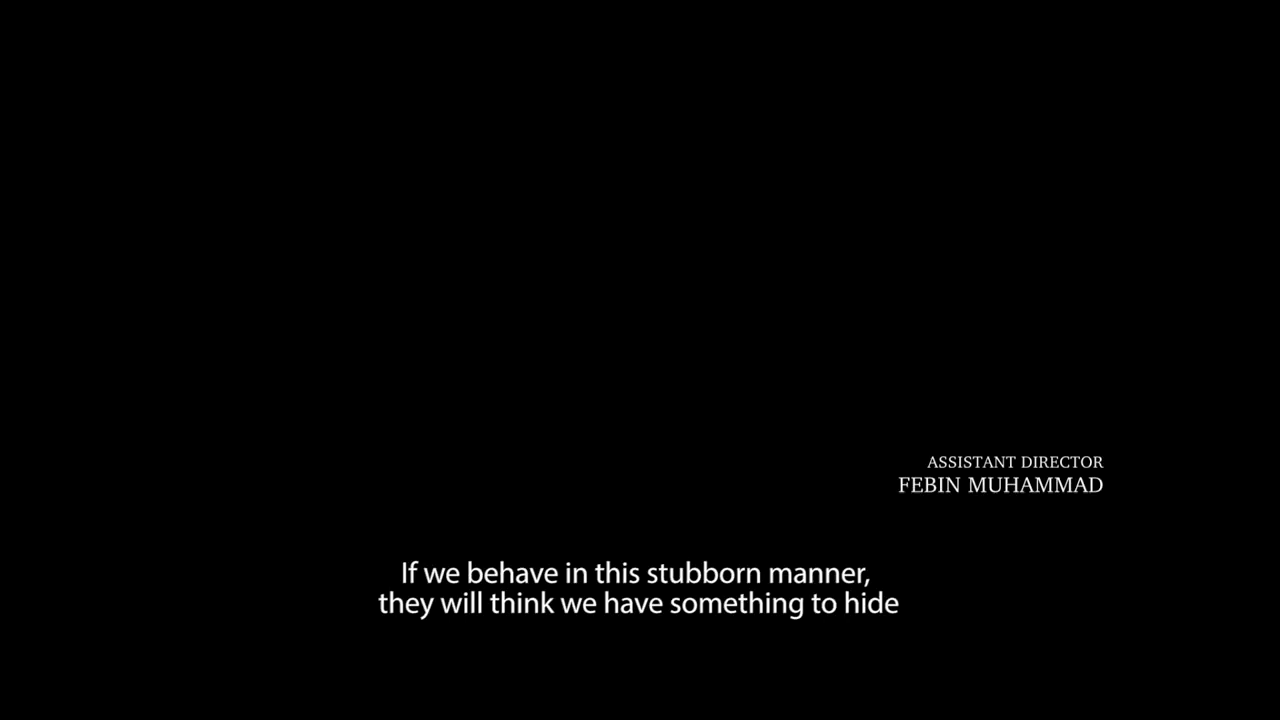 ASSISTANT DIRECTOR
FEBIN MUHAMMAD
If we behave in this stubborn manner,
they will think we have something to hide